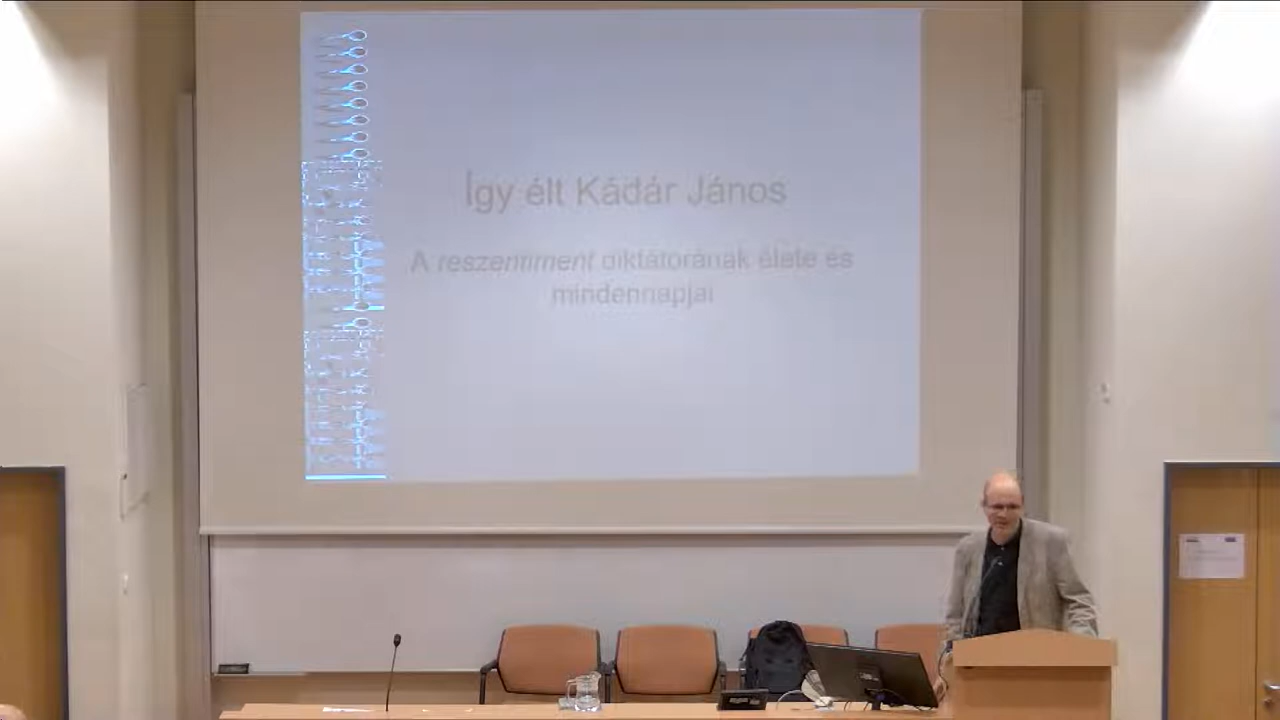 Így élt Kádár János
A reszentiment diktátorának élete és
mindennapjai